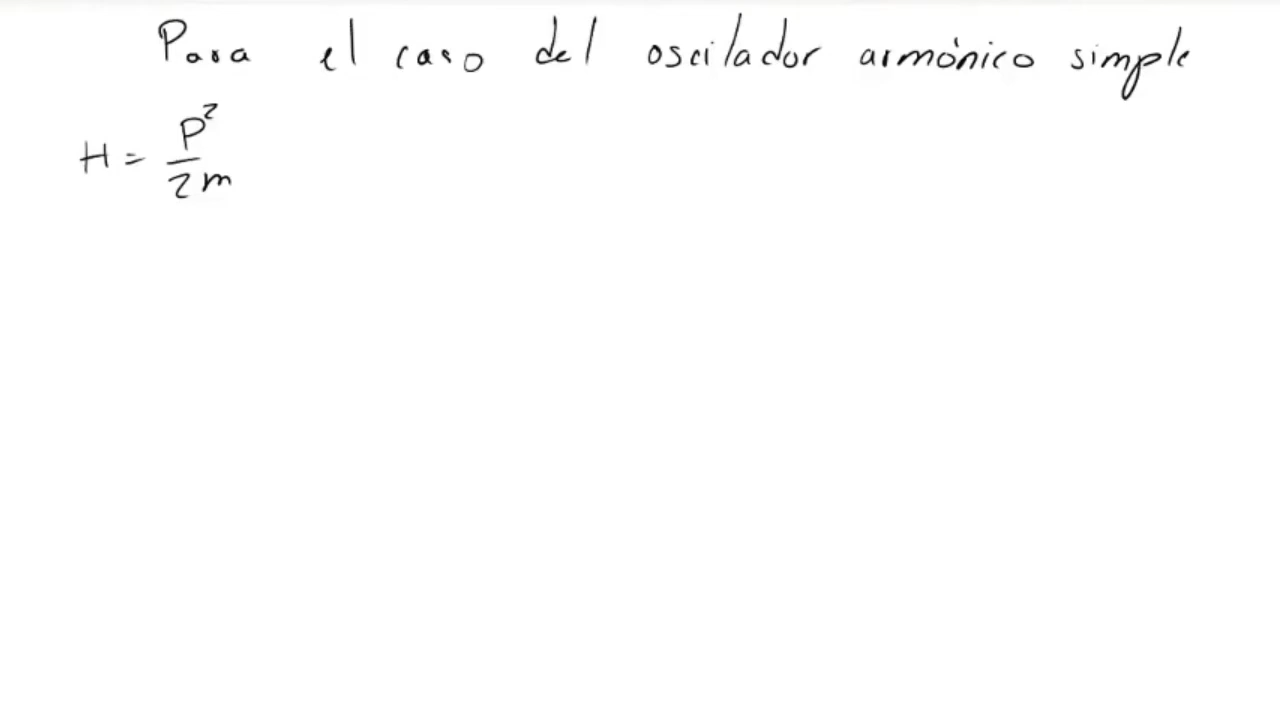 Para el caso del oscilador armónico simple
H = P²/2m